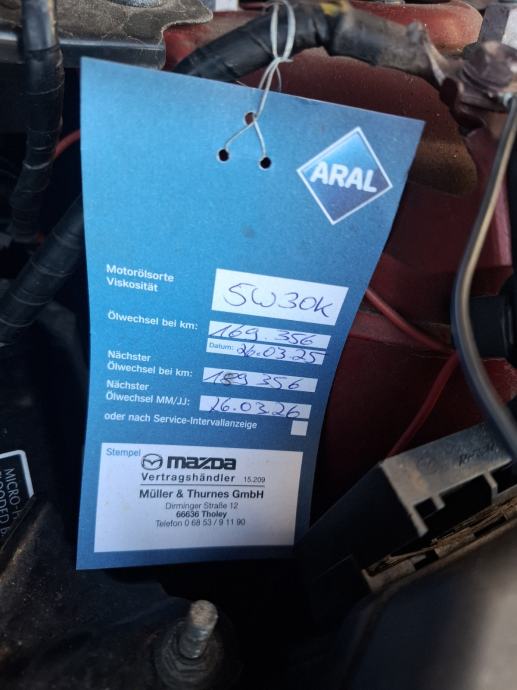 ARAL
Motorölsorte
Viskosität
5W30K
Ölwechsel bei km:
169.356
Datum: 26.03.25
Nächster
Ölwechsel bei km:
189 356
Nächster
Ölwechsel MM/JJ:
26.03.26
oder nach Service-Intervallanzeige
Stempel
mazda
Vertragshändler 15.209
Müller & Thurnes GmbH
Dirminger Straße 12
66636 Tholey
Telefon 0 68 53 / 9 11 90